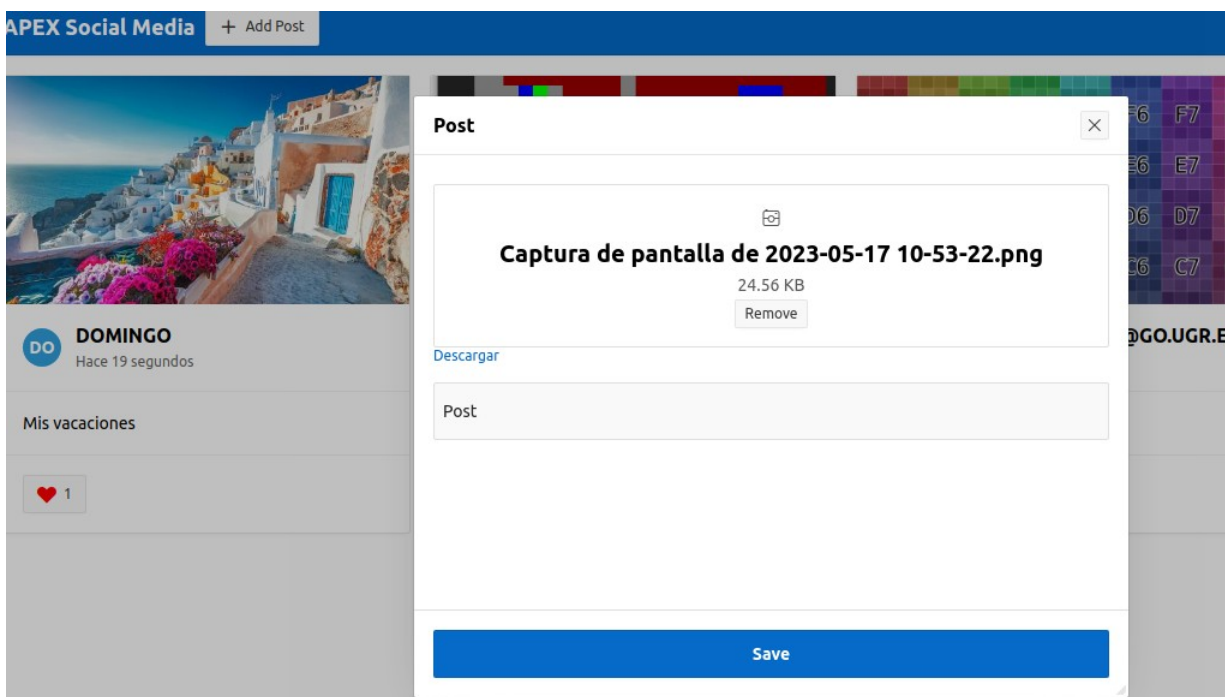 APEX Social Media
+ Add Post
Post
Captura de pantalla de 2023-05-17 10-53-22.png
24.56 KB
Remove
Descargar
Post
Save
DO
DOMINGO
Hace 19 segundos
Mis vacaciones
1
F6 F7
E6 E7
D6 D7
C6 C7
@GO.UGR.E